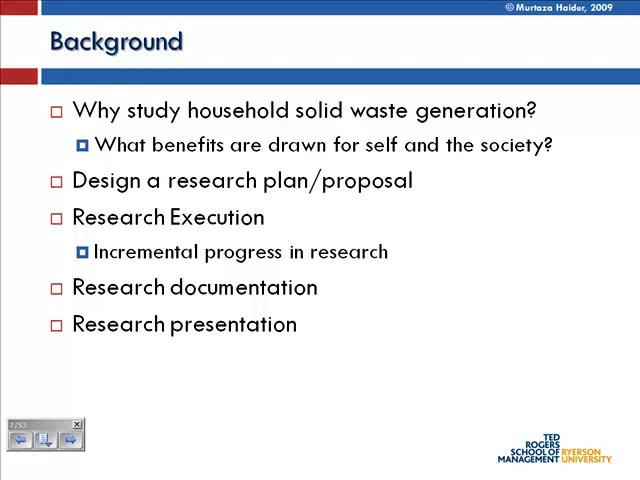 © Murtaza Haider, 2009
Background
Why study household solid waste generation?
What benefits are drawn for self and the society?
Design a research plan/proposal
Research Execution
Incremental progress in research
Research documentation
Research presentation
7/53
TED
ROGERS
SCHOOL OF RYERSON
MANAGEMENT UNIVERSITY